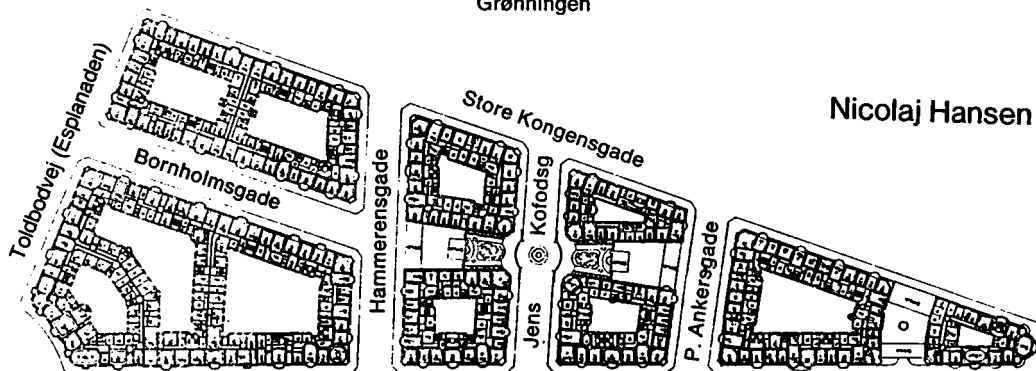 Grønningen
Nicolaj Hansen
Store Kongensgade
Toldbodvej (Esplanaden)
Bornholmsgade
Hammerensgade
Jens Kofodsg
P. Ankersgade